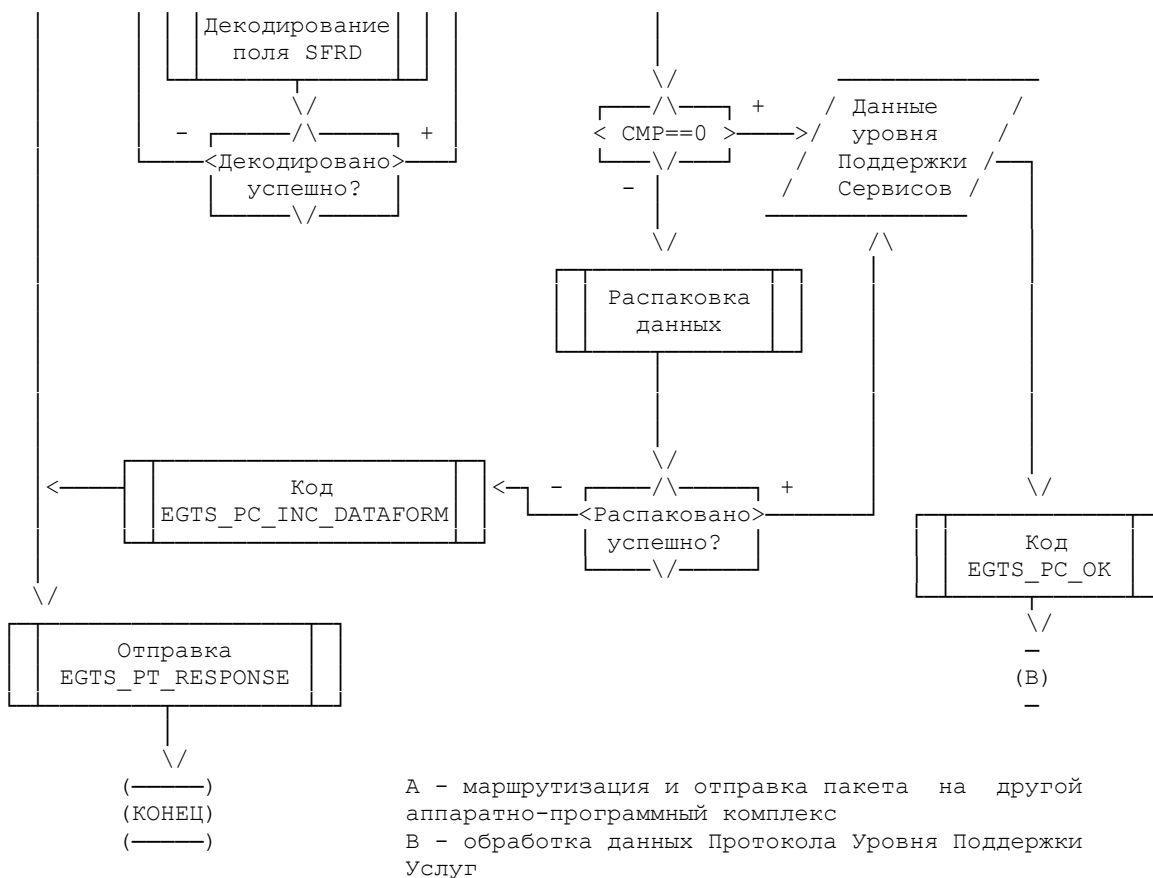 Декодирование
поля SFRD
- +
<Декодировано>
успешно?
+
< CMP==0 >
-
Данные
уровня
Поддержки
Сервисов
Распаковка
данных
Код
EGTS_PC_INC_DATAFORM
- +
<Распаковано>
успешно?
Код
EGTS_PC_OK
Отправка
EGTS_PT_RESPONSE
(B)
(КОНЕЦ)
A - маршрутизация и отправка пакета на другой
аппаратно-программный комплекс
B - обработка данных Протокола Уровня Поддержки
Услуг